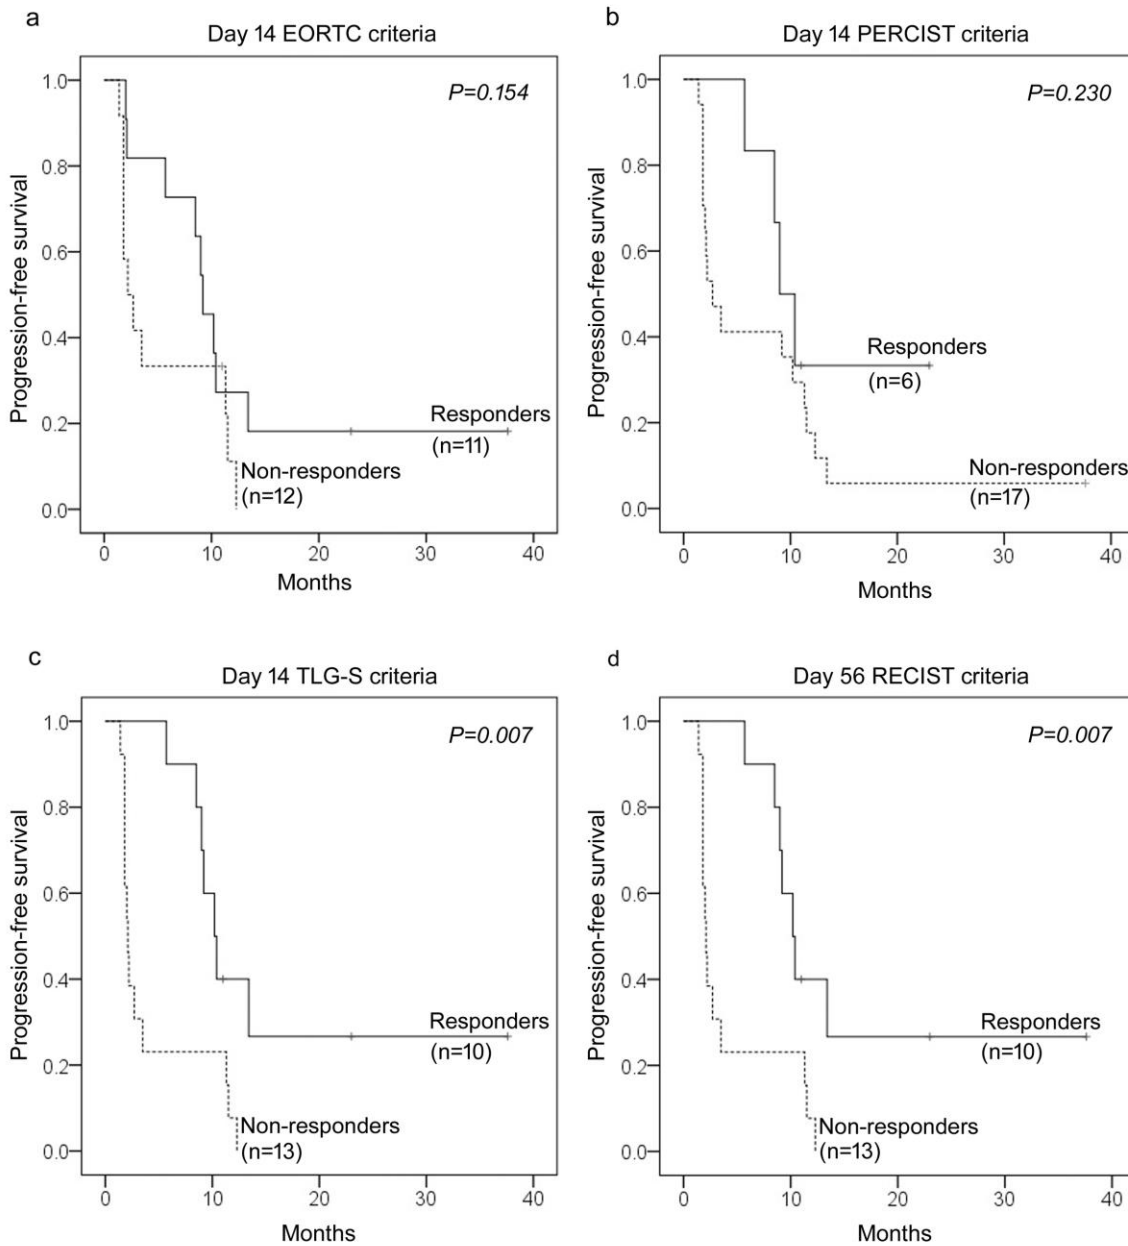 a
Day 14 EORTC criteria
P=0.154
Progression-free survival
1.0
0.8
0.6
0.4
0.2
0.0
Responders
(n=11)
Non-responders
(n=12)
0 10 20 30 40
Months
b
Day 14 PERCIST criteria
P=0.230
Progression-free survival
1.0
0.8
0.6
0.4
0.2
0.0
Responders
(n=6)
Non-responders
(n=17)
0 10 20 30 40
Months
c
Day 14 TLG-S criteria
P=0.007
Progression-free survival
1.0
0.8
0.6
0.4
0.2
0.0
Responders
(n=10)
Non-responders
(n=13)
0 10 20 30 40
Months
d
Day 56 RECIST criteria
P=0.007
Progression-free survival
1.0
0.8
0.6
0.4
0.2
0.0
Responders
(n=10)
Non-responders
(n=13)
0 10 20 30 40
Months